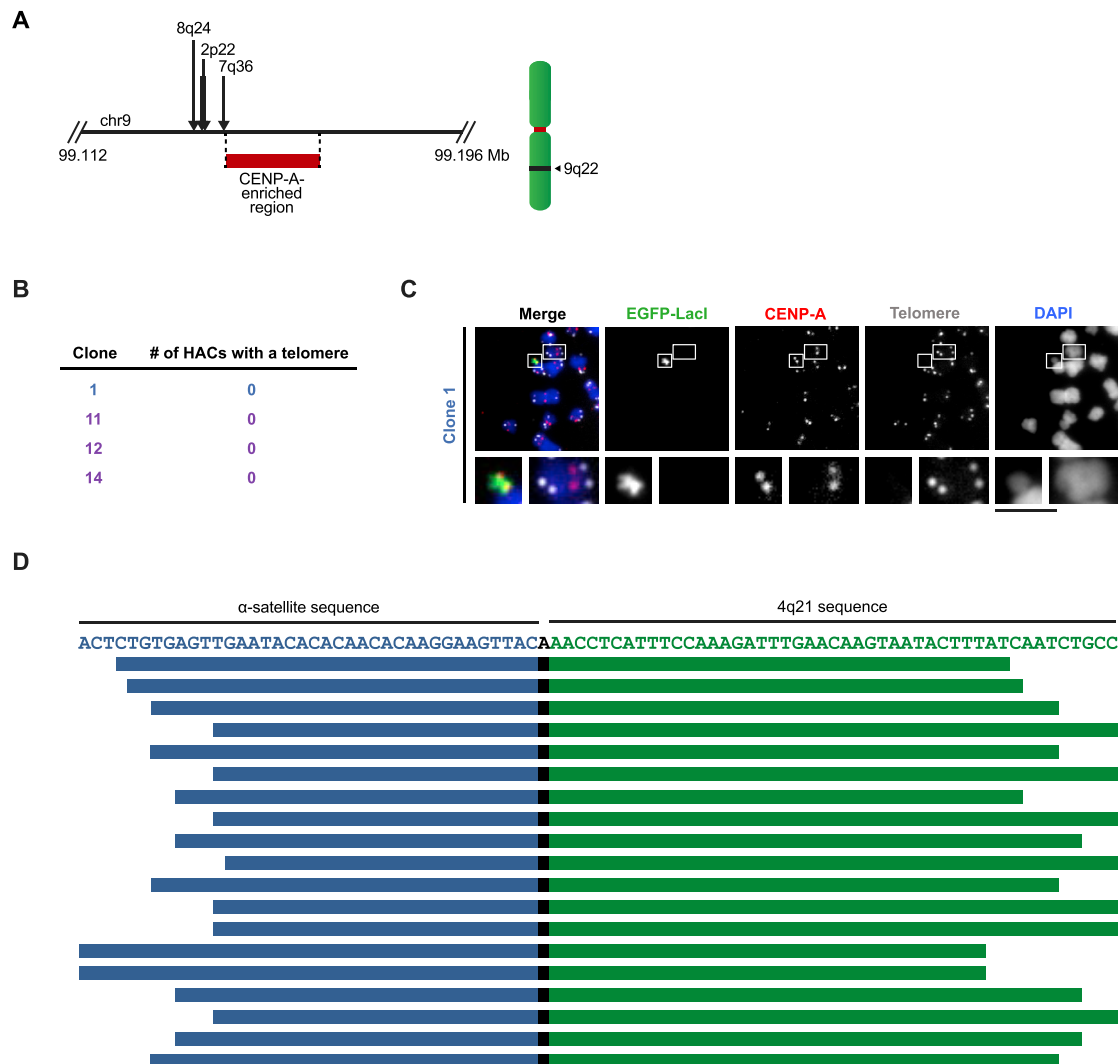 A
8q24
2p22
7q36
chr9
99.112
99.196 Mb
CENP-A-
enriched
region
9q22
B
Clone # of HACs with a telomere
1 0
11 0
12 0
14 0
C
Merge EGFP-LacI CENP-A Telomere DAPI
Clone 1
D
α-satellite sequence 4q21 sequence
ACTCTGTGAGTTGAATACACACAACACAAGGAAGTTACAAACCTCATTTCCAAAGATTTGAACAAGTAATACTTTATCAATCTGCC